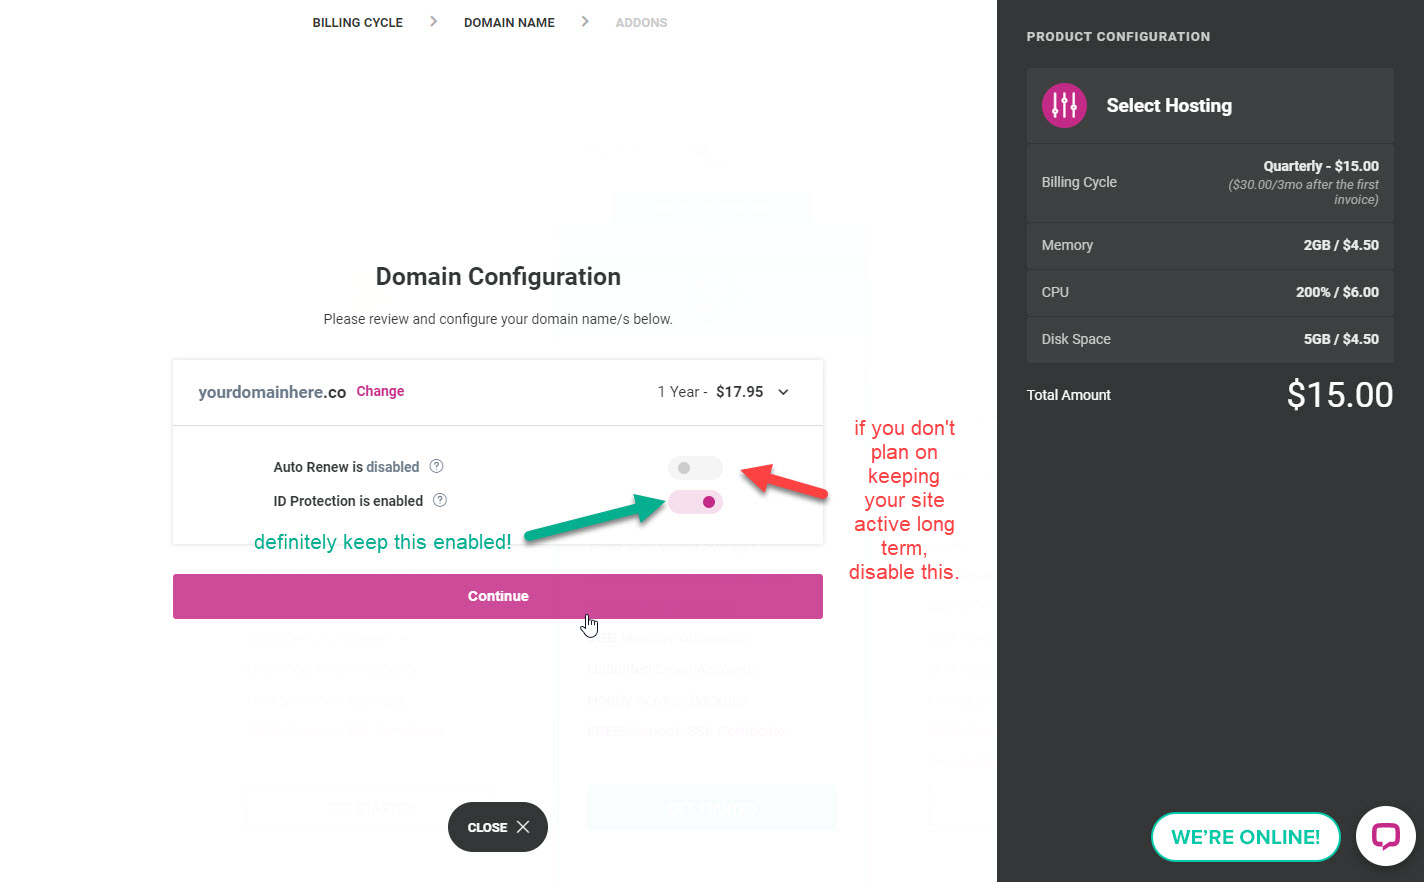 BILLING CYCLE
DOMAIN NAME
ADDONS
Domain Configuration
Please review and configure your domain name/s below.
yourdomainhere.co Change
1 Year - $17.95
Auto Renew is disabled ?
ID Protection is enabled ?
definitely keep this enabled!
if you don't
plan on
keeping
your site
active long
term,
disable this.
Continue
CLOSE
PRODUCT CONFIGURATION
Select Hosting
Billing Cycle
Quarterly - $15.00
($30.00/3mo after the first
invoice)
Memory 2GB / $4.50
CPU 200% / $6.00
Disk Space 5GB / $4.50
Total Amount $15.00
WE'RE ONLINE!